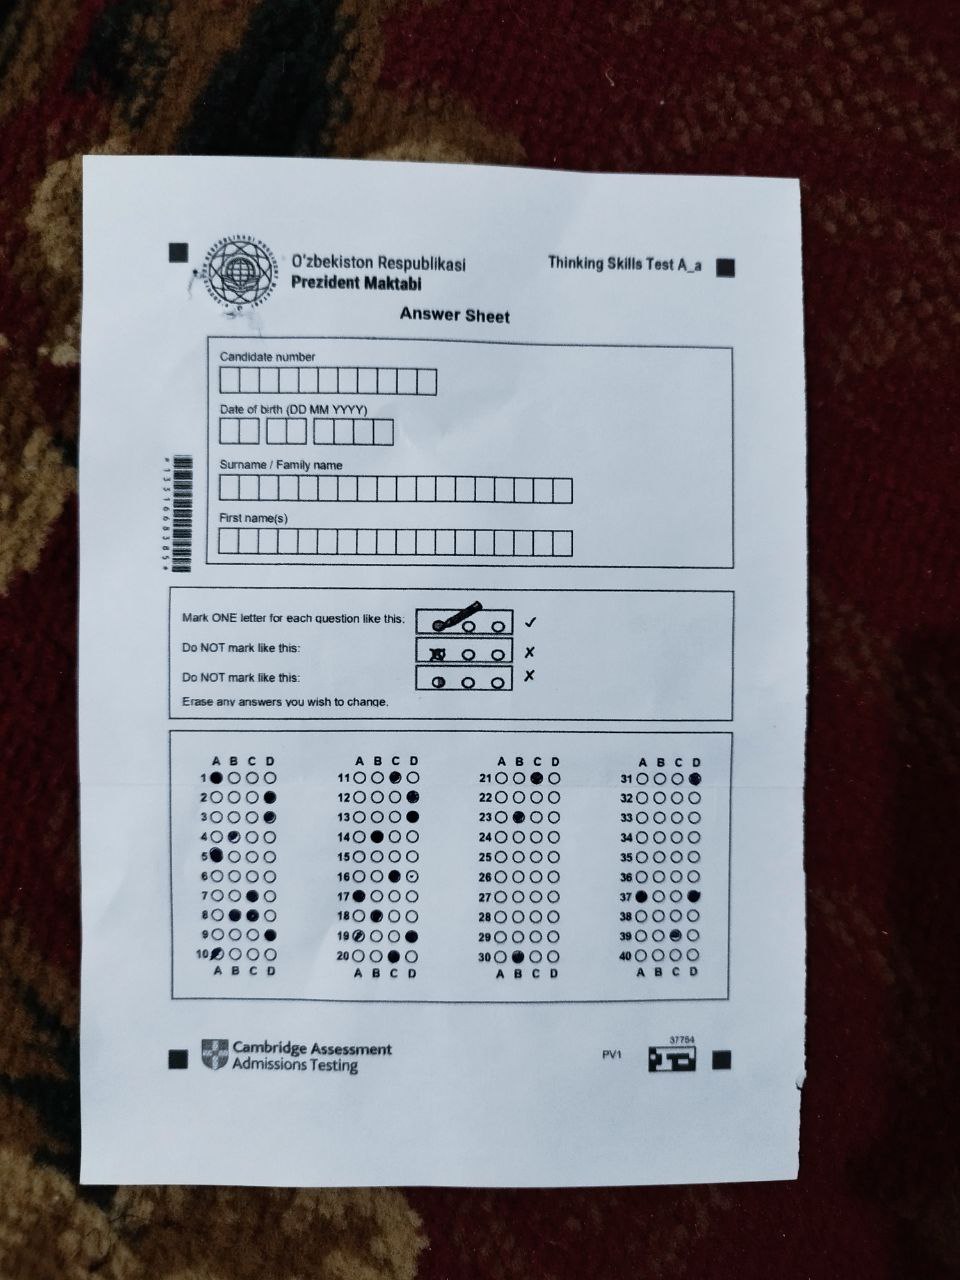 O'zbekiston Respublikasi
Prezident Maktabi
Thinking Skills Test A_a
Answer Sheet
Candidate number
Date of birth (DD MM YYYY)
Surname / Family name
First name(s)
Mark ONE letter for each question like this:
Do NOT mark like this:
Do NOT mark like this:
Erase any answers you wish to change.
A B C D A B C D A B C D A B C D
1 11 21 31
2 12 22 32
3 13 23 33
4 14 24 34
5 15 25 35
6 16 26 36
7 17 27 37
8 18 28 38
9 19 29 39
10 20 30 40
A B C D A B C D A B C D A B C D
Cambridge Assessment
Admissions Testing
PV1
37784